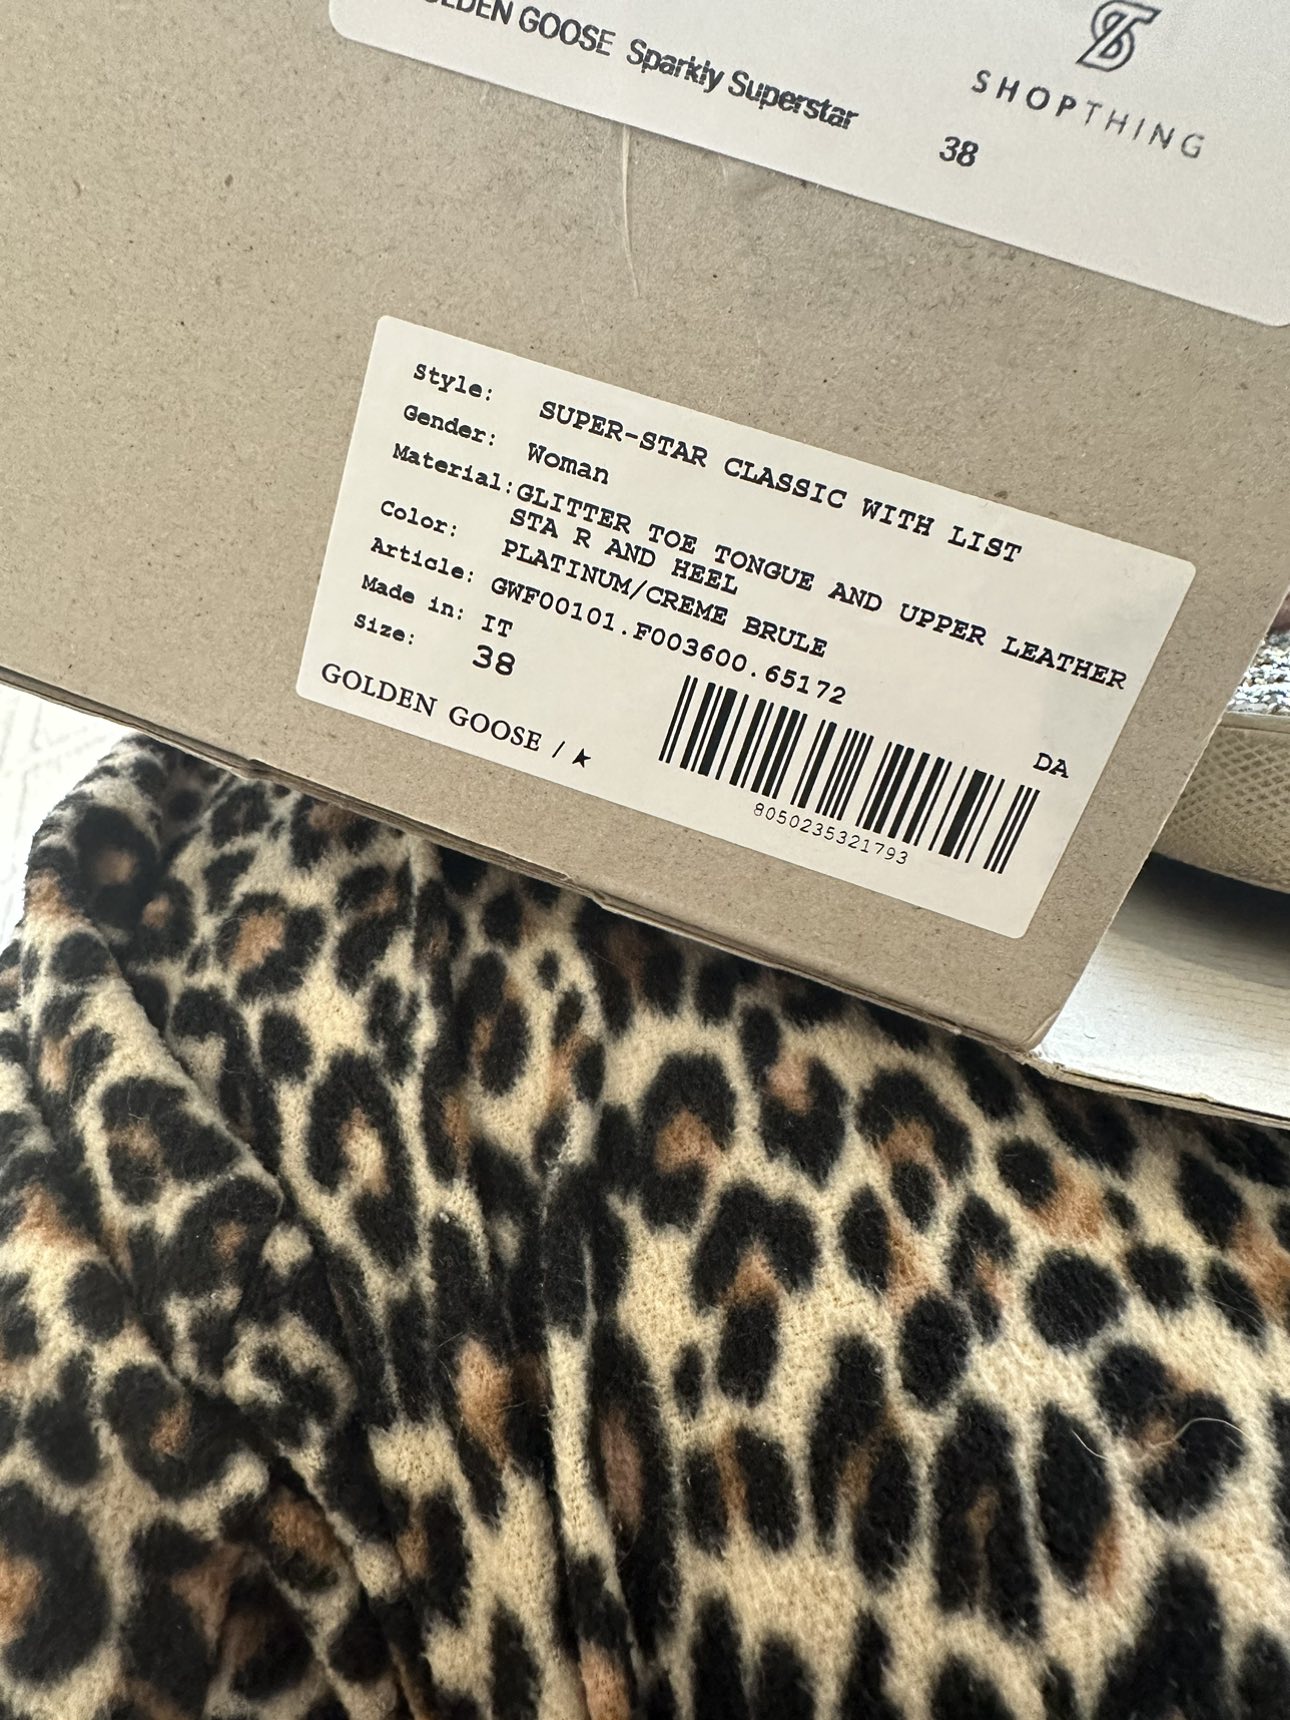 GOLDEN GOOSE Sparkly Superstar
38
SHOPTHING
Style: SUPER-STAR CLASSIC WITH LIST
Gender: Woman
Material: GLITTER TOE TONGUE AND UPPER LEATHER
STA R AND HEEL
Color: PLATINUM/CREME BRULE
Article: GWF00101.F003600.65172
Made in: IT
Size: 38
GOLDEN GOOSE /
DA
8050235321793